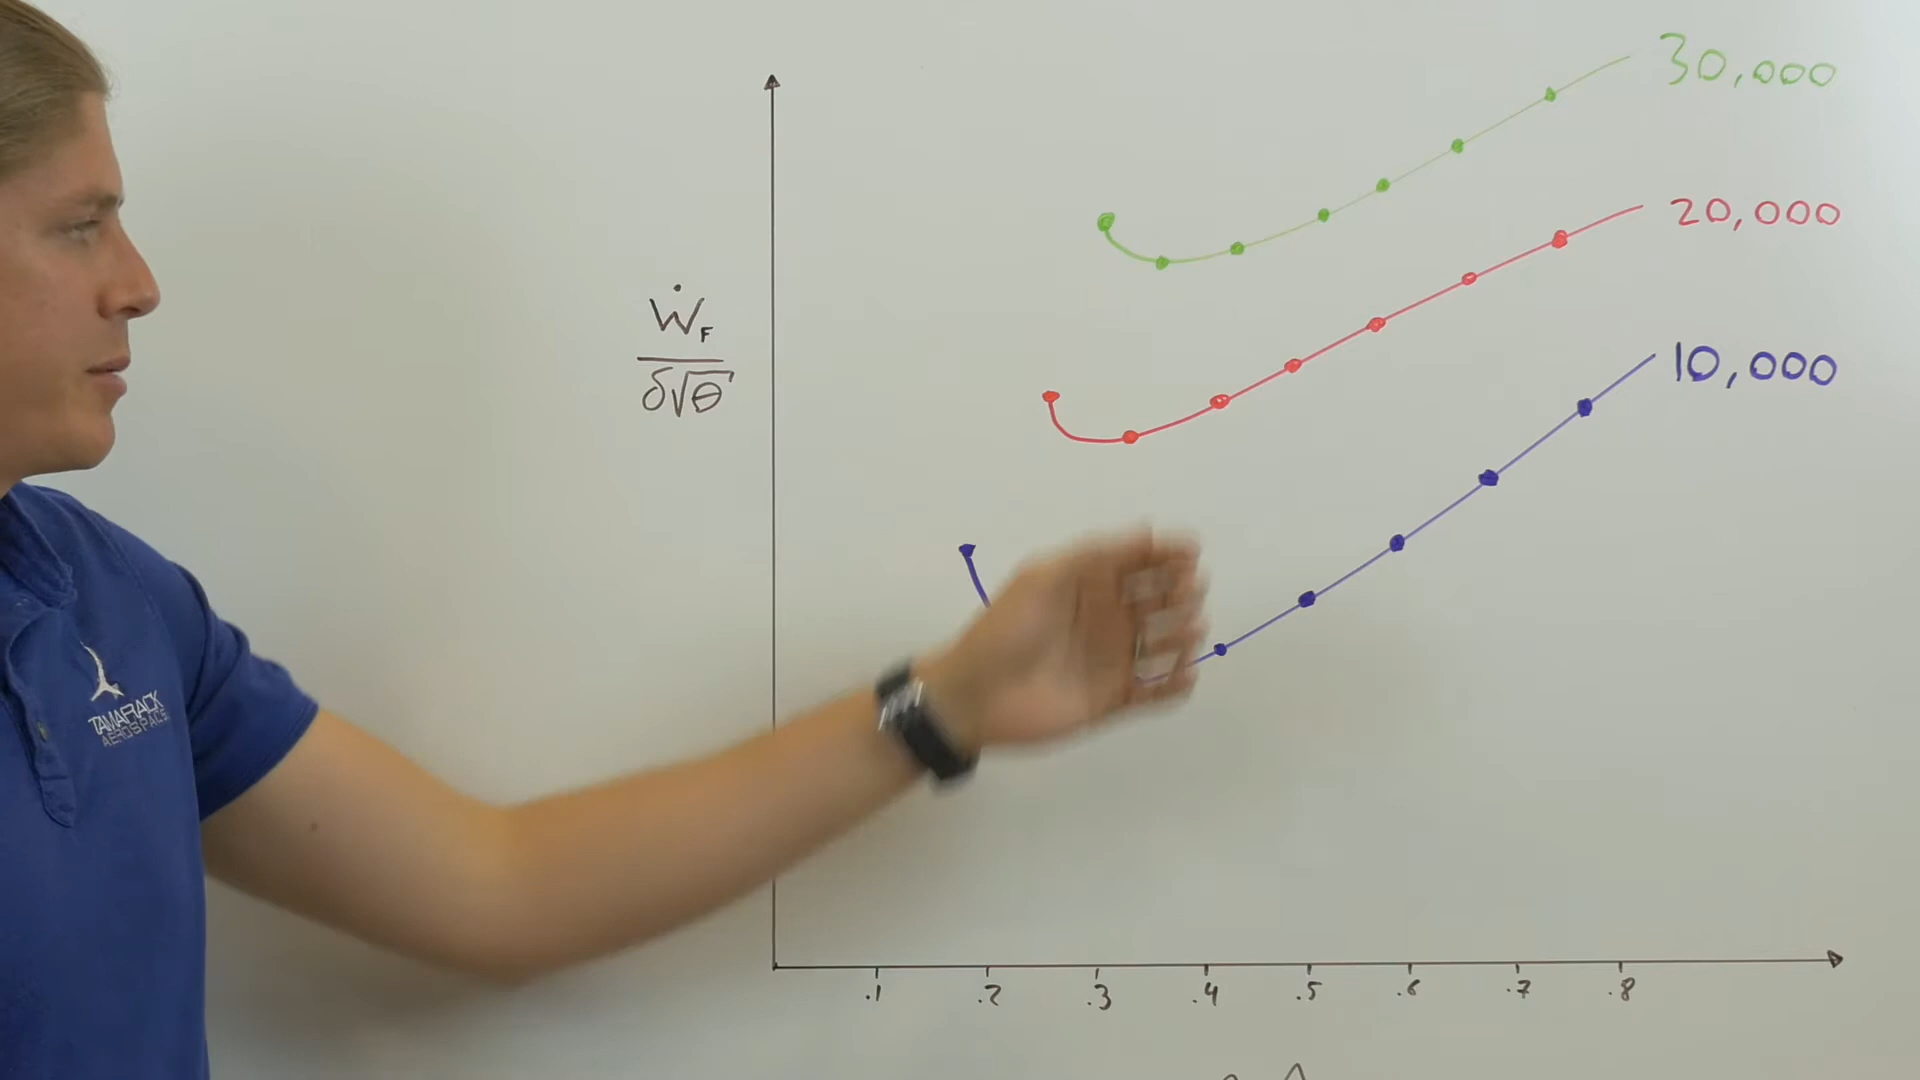 30,000
20,000
10,000
Ẇ_F
δ√θ
TAMARACK
AEROSPACE
.1 .2 .3 .4 .5 .6 .7 .8